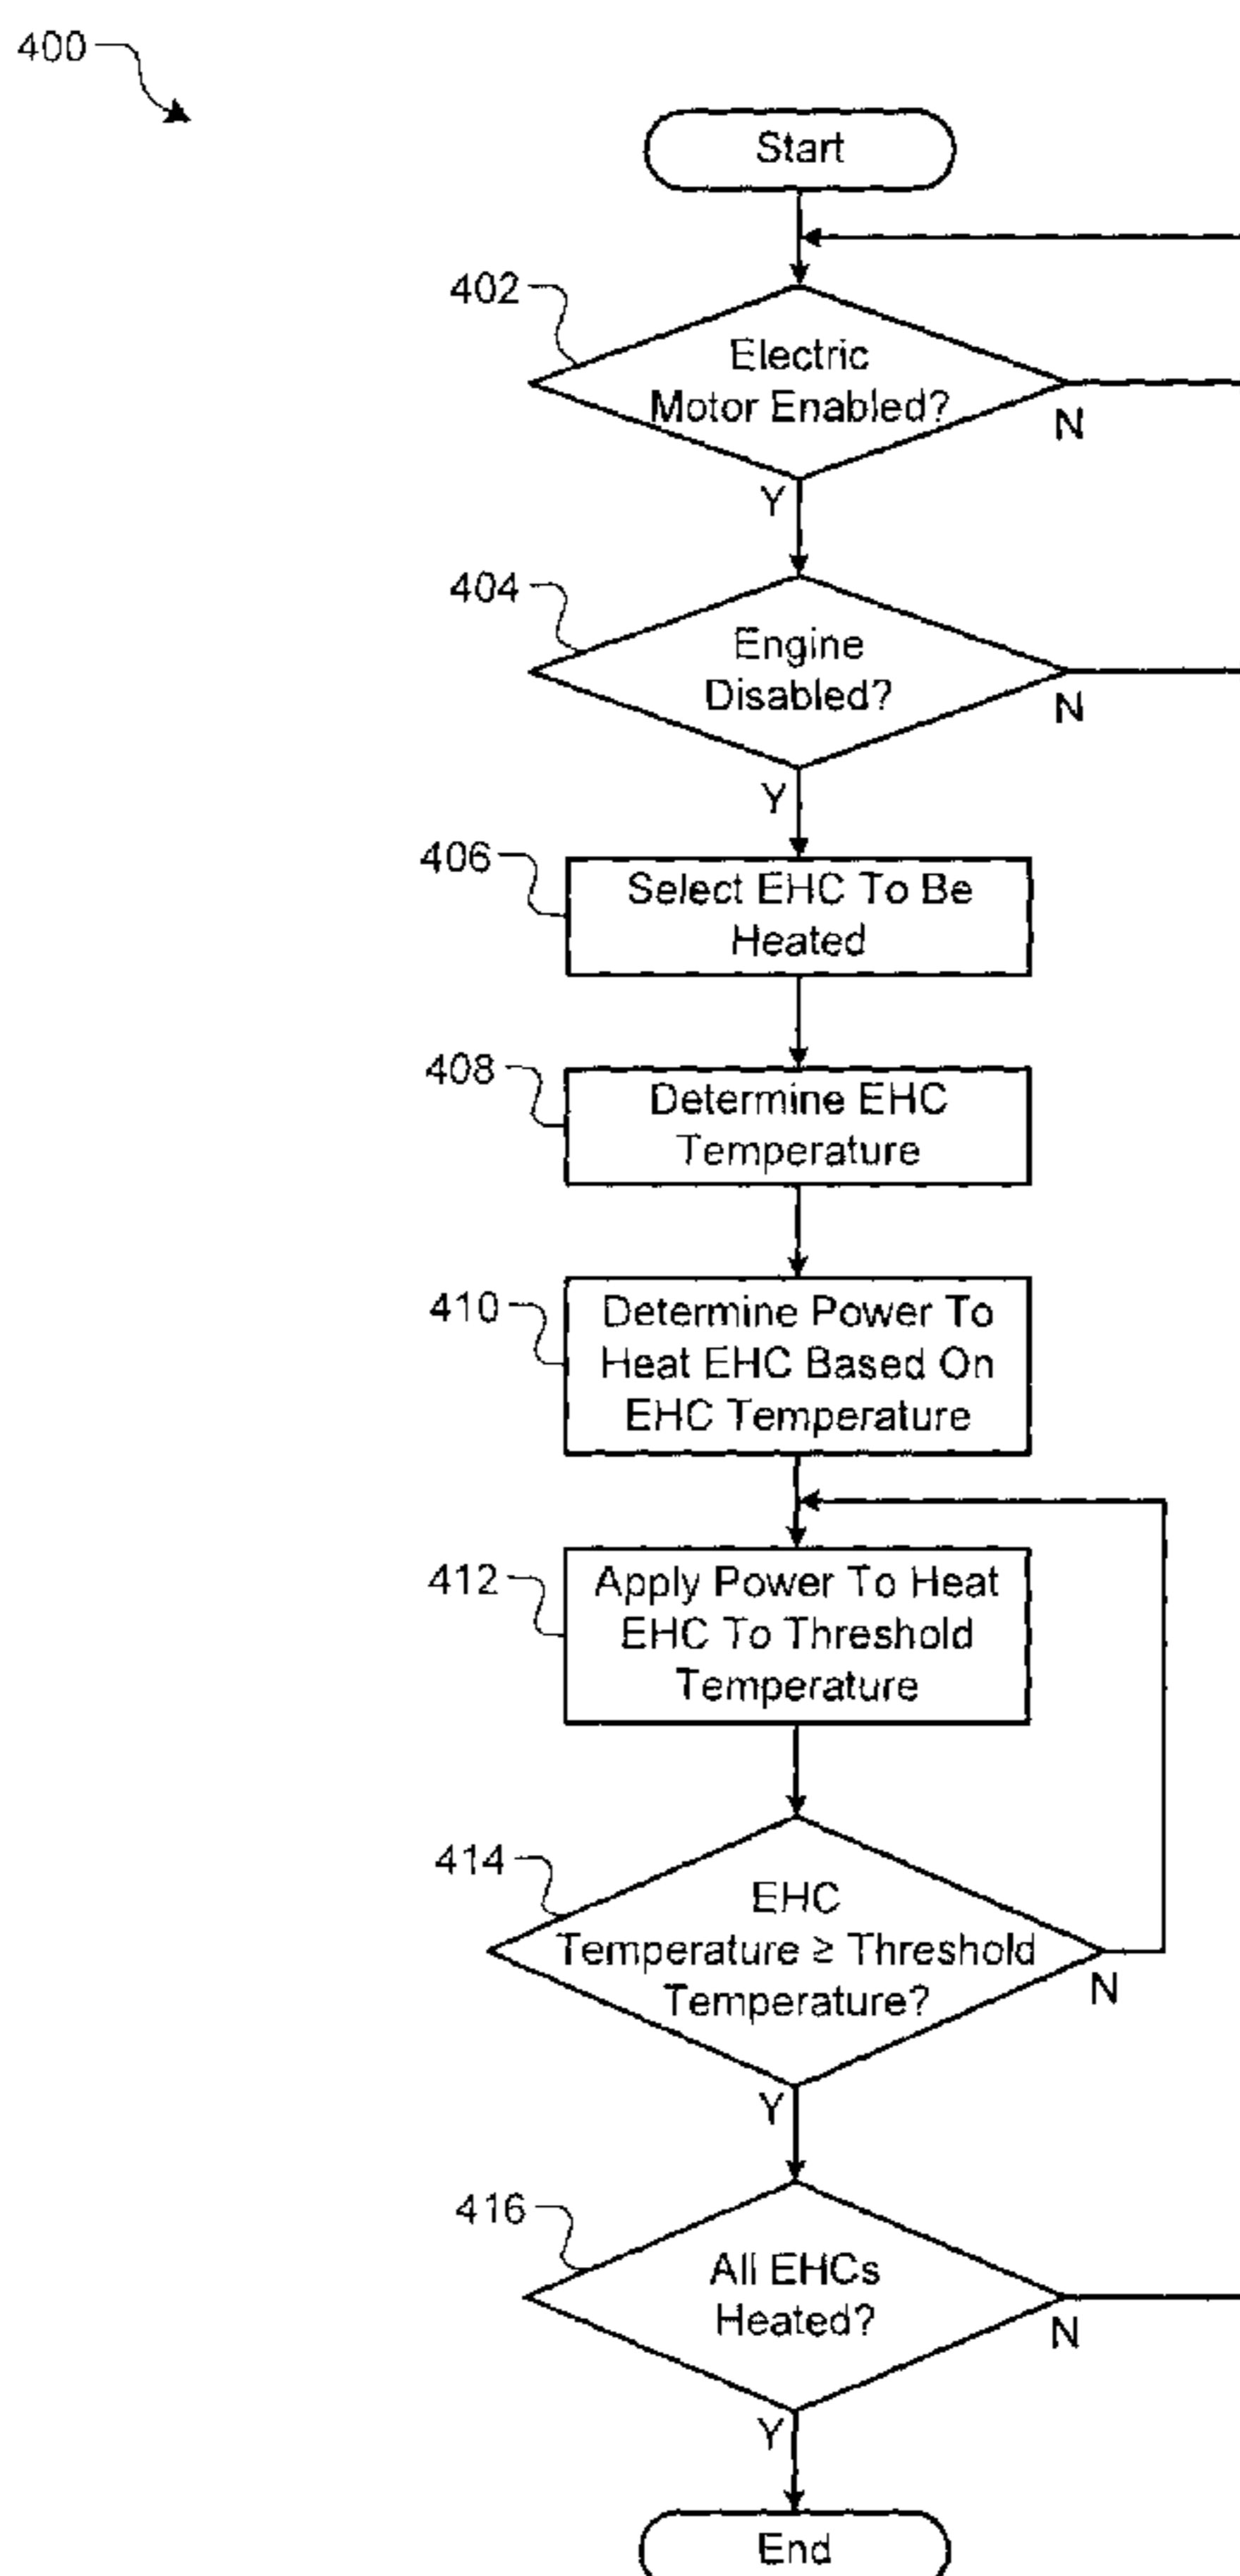 400
Start
402
Electric
Motor Enabled?
N
Y
404
Engine
Disabled?
N
Y
406
Select EHC To Be
Heated
408
Determine EHC
Temperature
410
Determine Power To
Heat EHC Based On
EHC Temperature
412
Apply Power To Heat
EHC To Threshold
Temperature
414
EHC
Temperature ≥ Threshold
Temperature?
N
Y
416
All EHCs
Heated?
N
Y
End